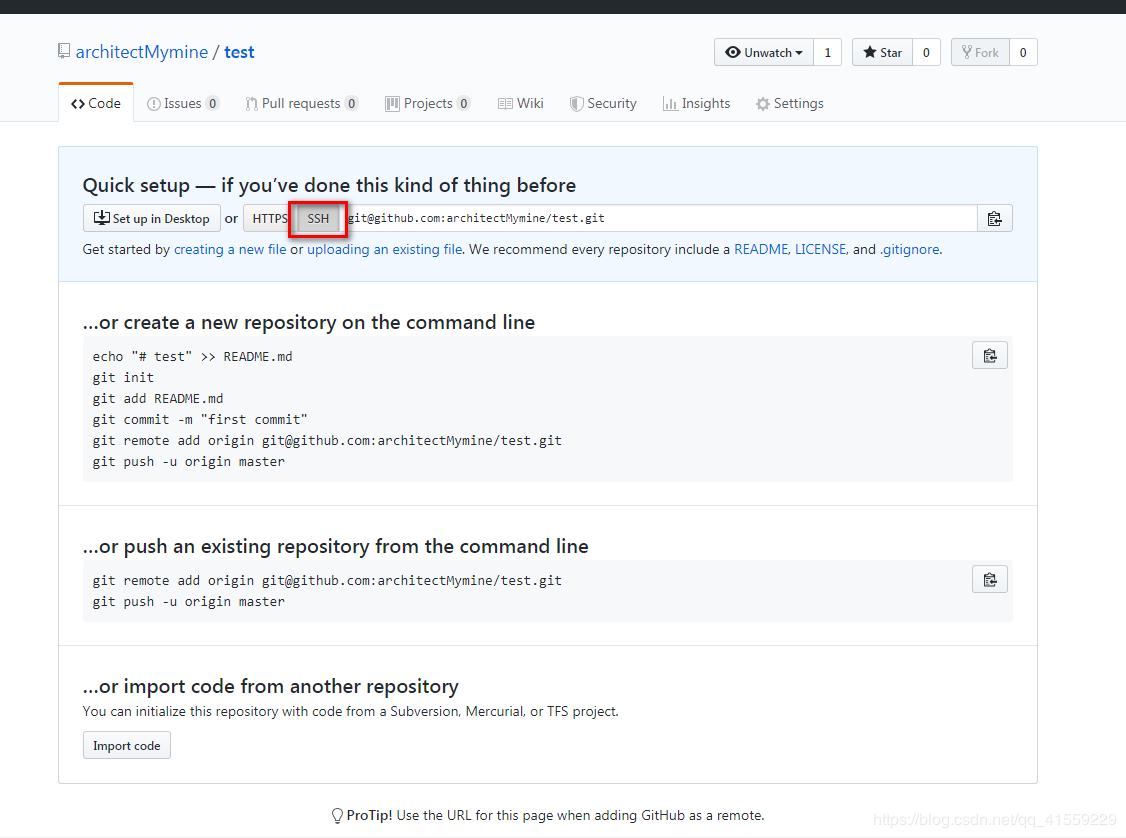 architectMymine / test
Unwatch 1 Star 0 Fork 0
Code Issues 0 Pull requests 0 Projects 0 Wiki Security Insights Settings
Quick setup — if you’ve done this kind of thing before
Set up in Desktop or HTTPS SSH git@github.com:architectMymine/test.git
Get started by creating a new file or uploading an existing file. We recommend every repository include a README, LICENSE, and .gitignore.
…or create a new repository on the command line
echo "# test" >> README.md
git init
git add README.md
git commit -m "first commit"
git remote add origin git@github.com:architectMymine/test.git
git push -u origin master
…or push an existing repository from the command line
git remote add origin git@github.com:architectMymine/test.git
git push -u origin master
…or import code from another repository
You can initialize this repository with code from a Subversion, Mercurial, or TFS project.
Import code
ProTip! Use the URL for this page when adding GitHub as a remote.
https://blog.csdn.net/qq_41559229